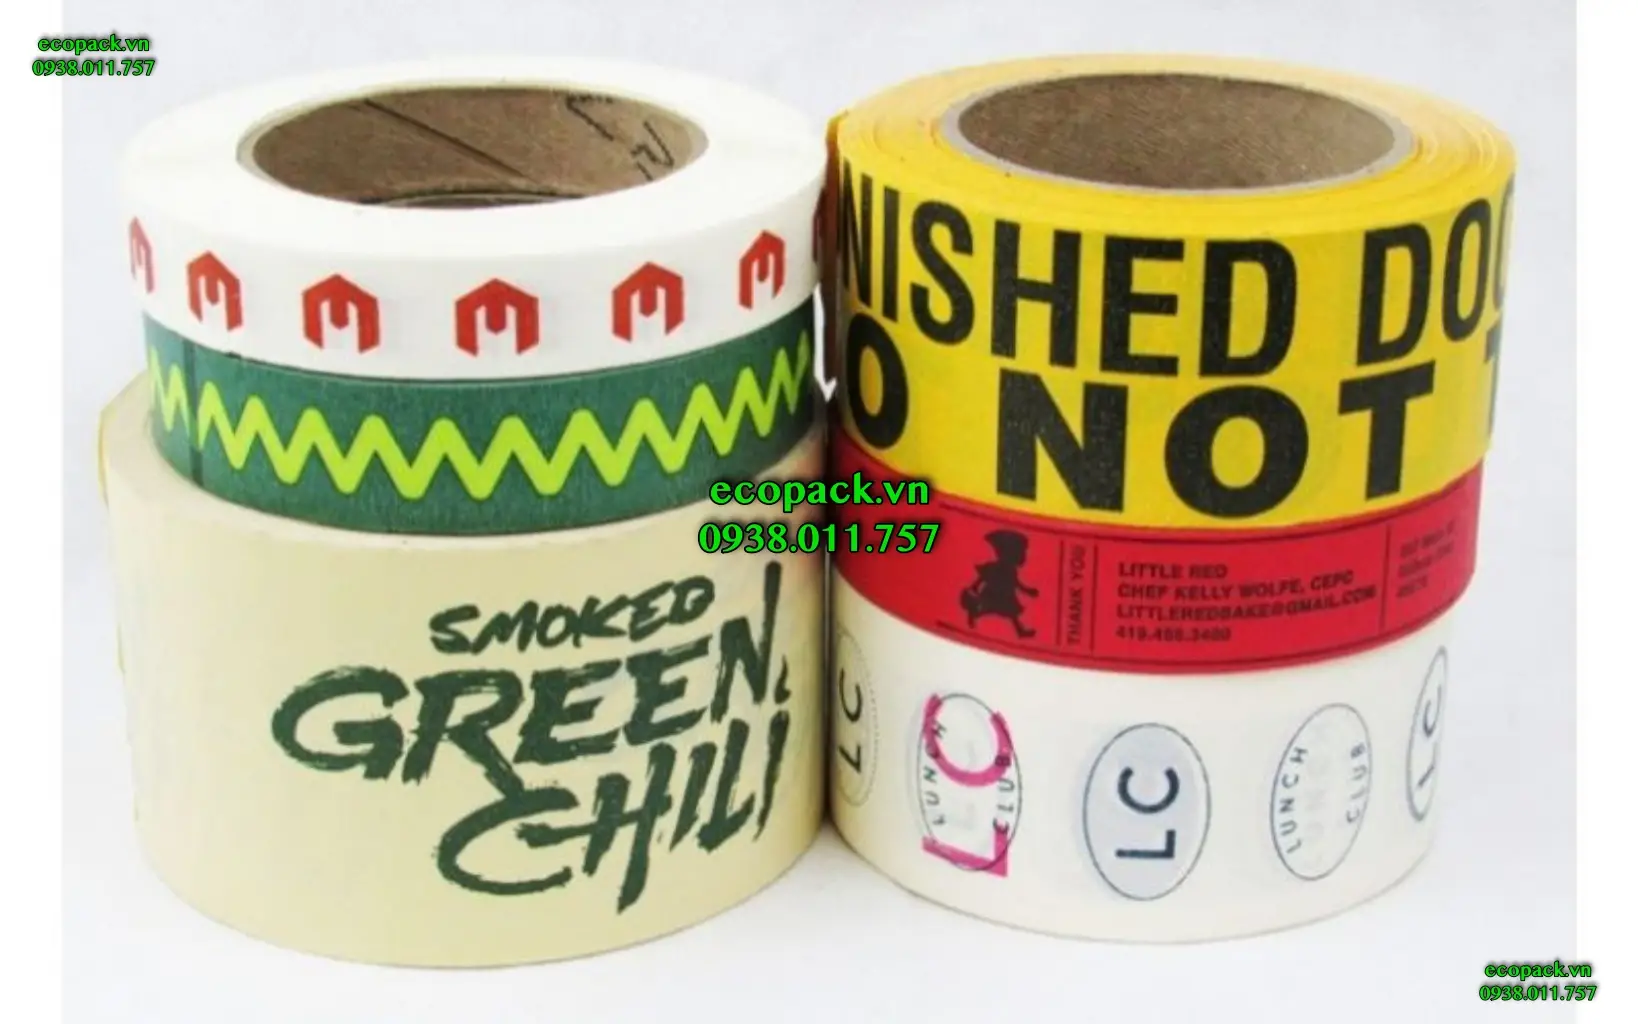 ecopack.vn
0938.011.757
NISHED DO
O NOT
ecopack.vn
0938.011.757
SMOKED
GREEN
CHILI
THANK YOU
LITTLE RED
CHEF KELLY WOLFE, CEPC
LITTLEREDBAKE@GMAIL.COM
LC
LC
LUNCH CLUB
LC
LUNCH CLUB
LC
ecopack.vn
0938.011.757